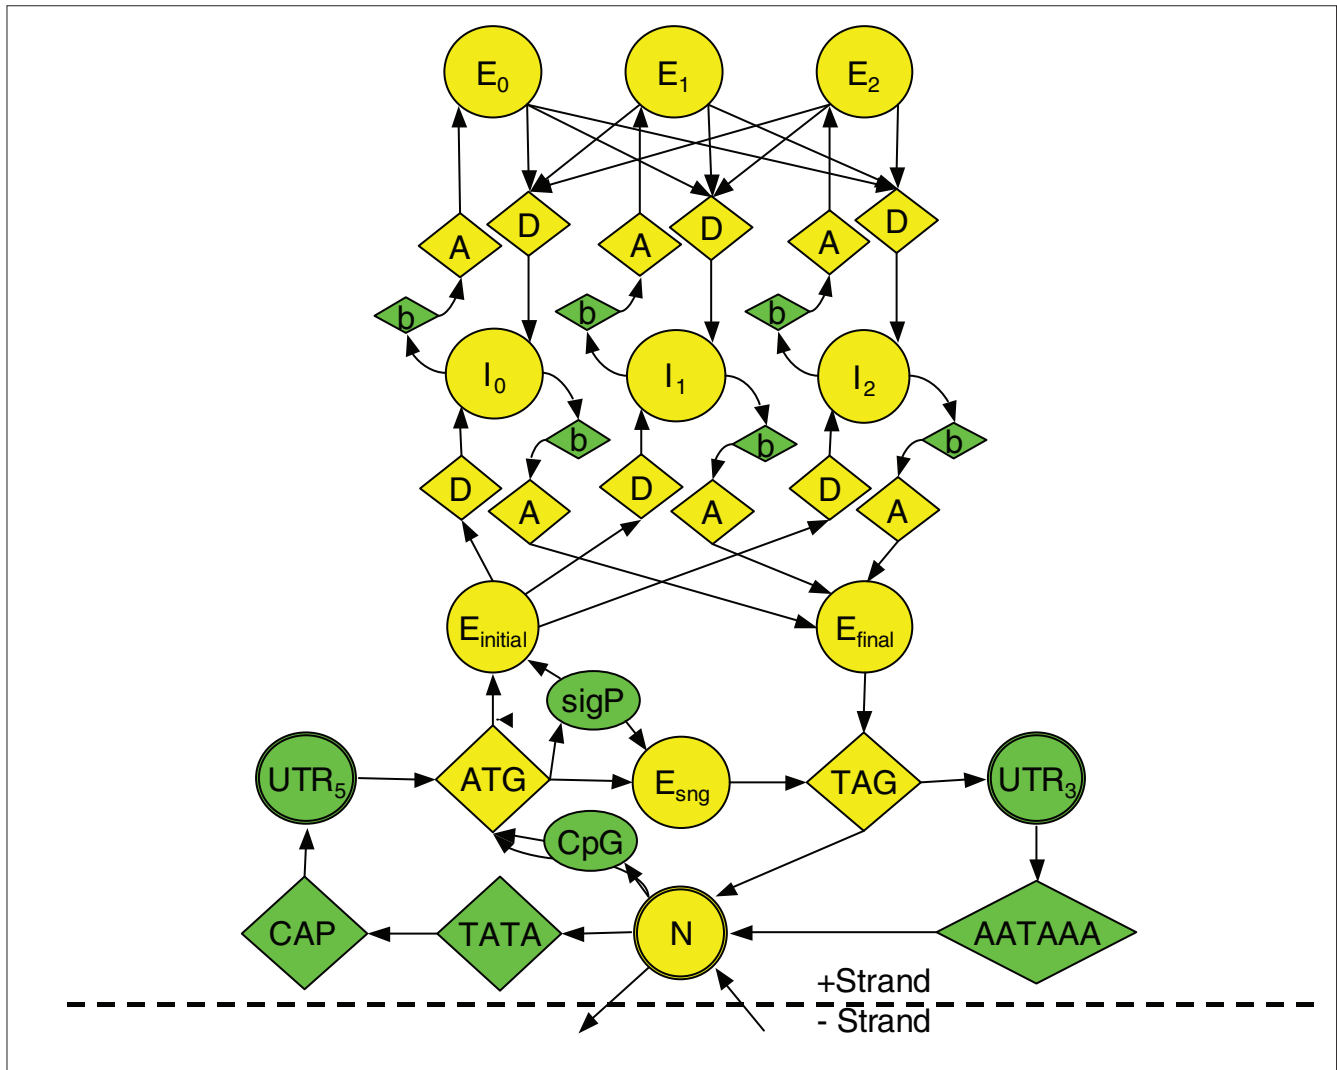 E0 E1 E2
A D A D A D
b b b
I0 I1 I2
b b b
D A D A D A
Einitial Efinal
sigP
UTR5 ATG Esng TAG UTR3
CpG
CAP TATA N AATAAA
+Strand
- Strand